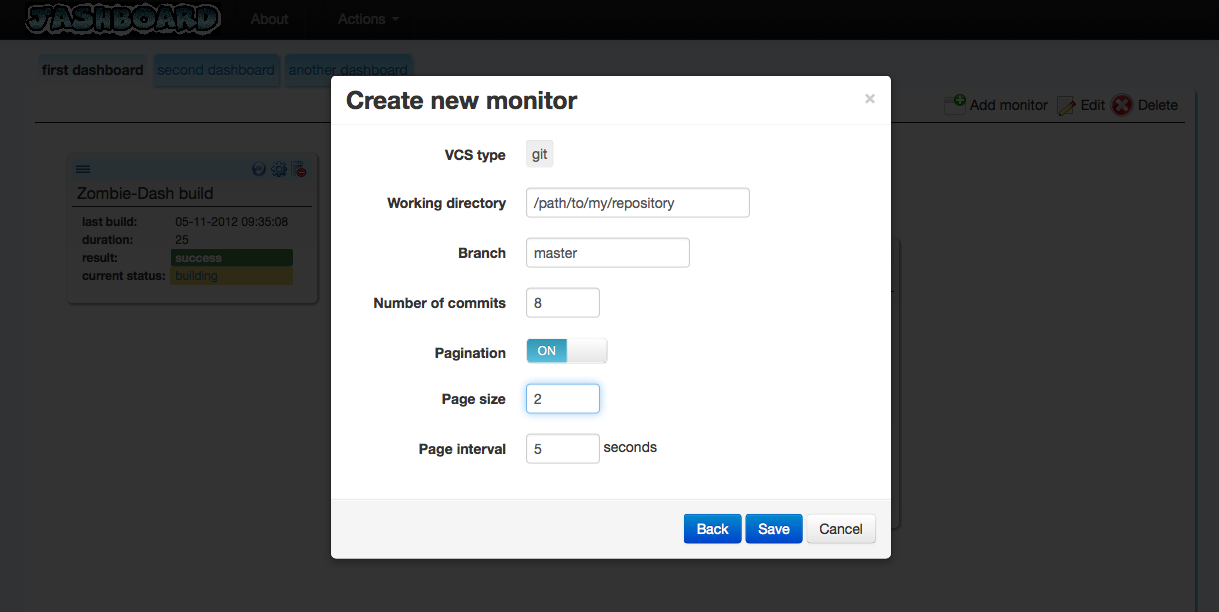 JASHBOARD About Actions
first dashboard second dashboard another dashboard
Add monitor Edit Delete
Create new monitor ×
VCS type git
Working directory /path/to/my/repository
Branch master
Number of commits 8
Pagination ON
Page size 2
Page interval 5 seconds
Back Save Cancel
Zombie-Dash build
last build: 05-11-2012 09:35:08
duration: 25
result: success
current status: building